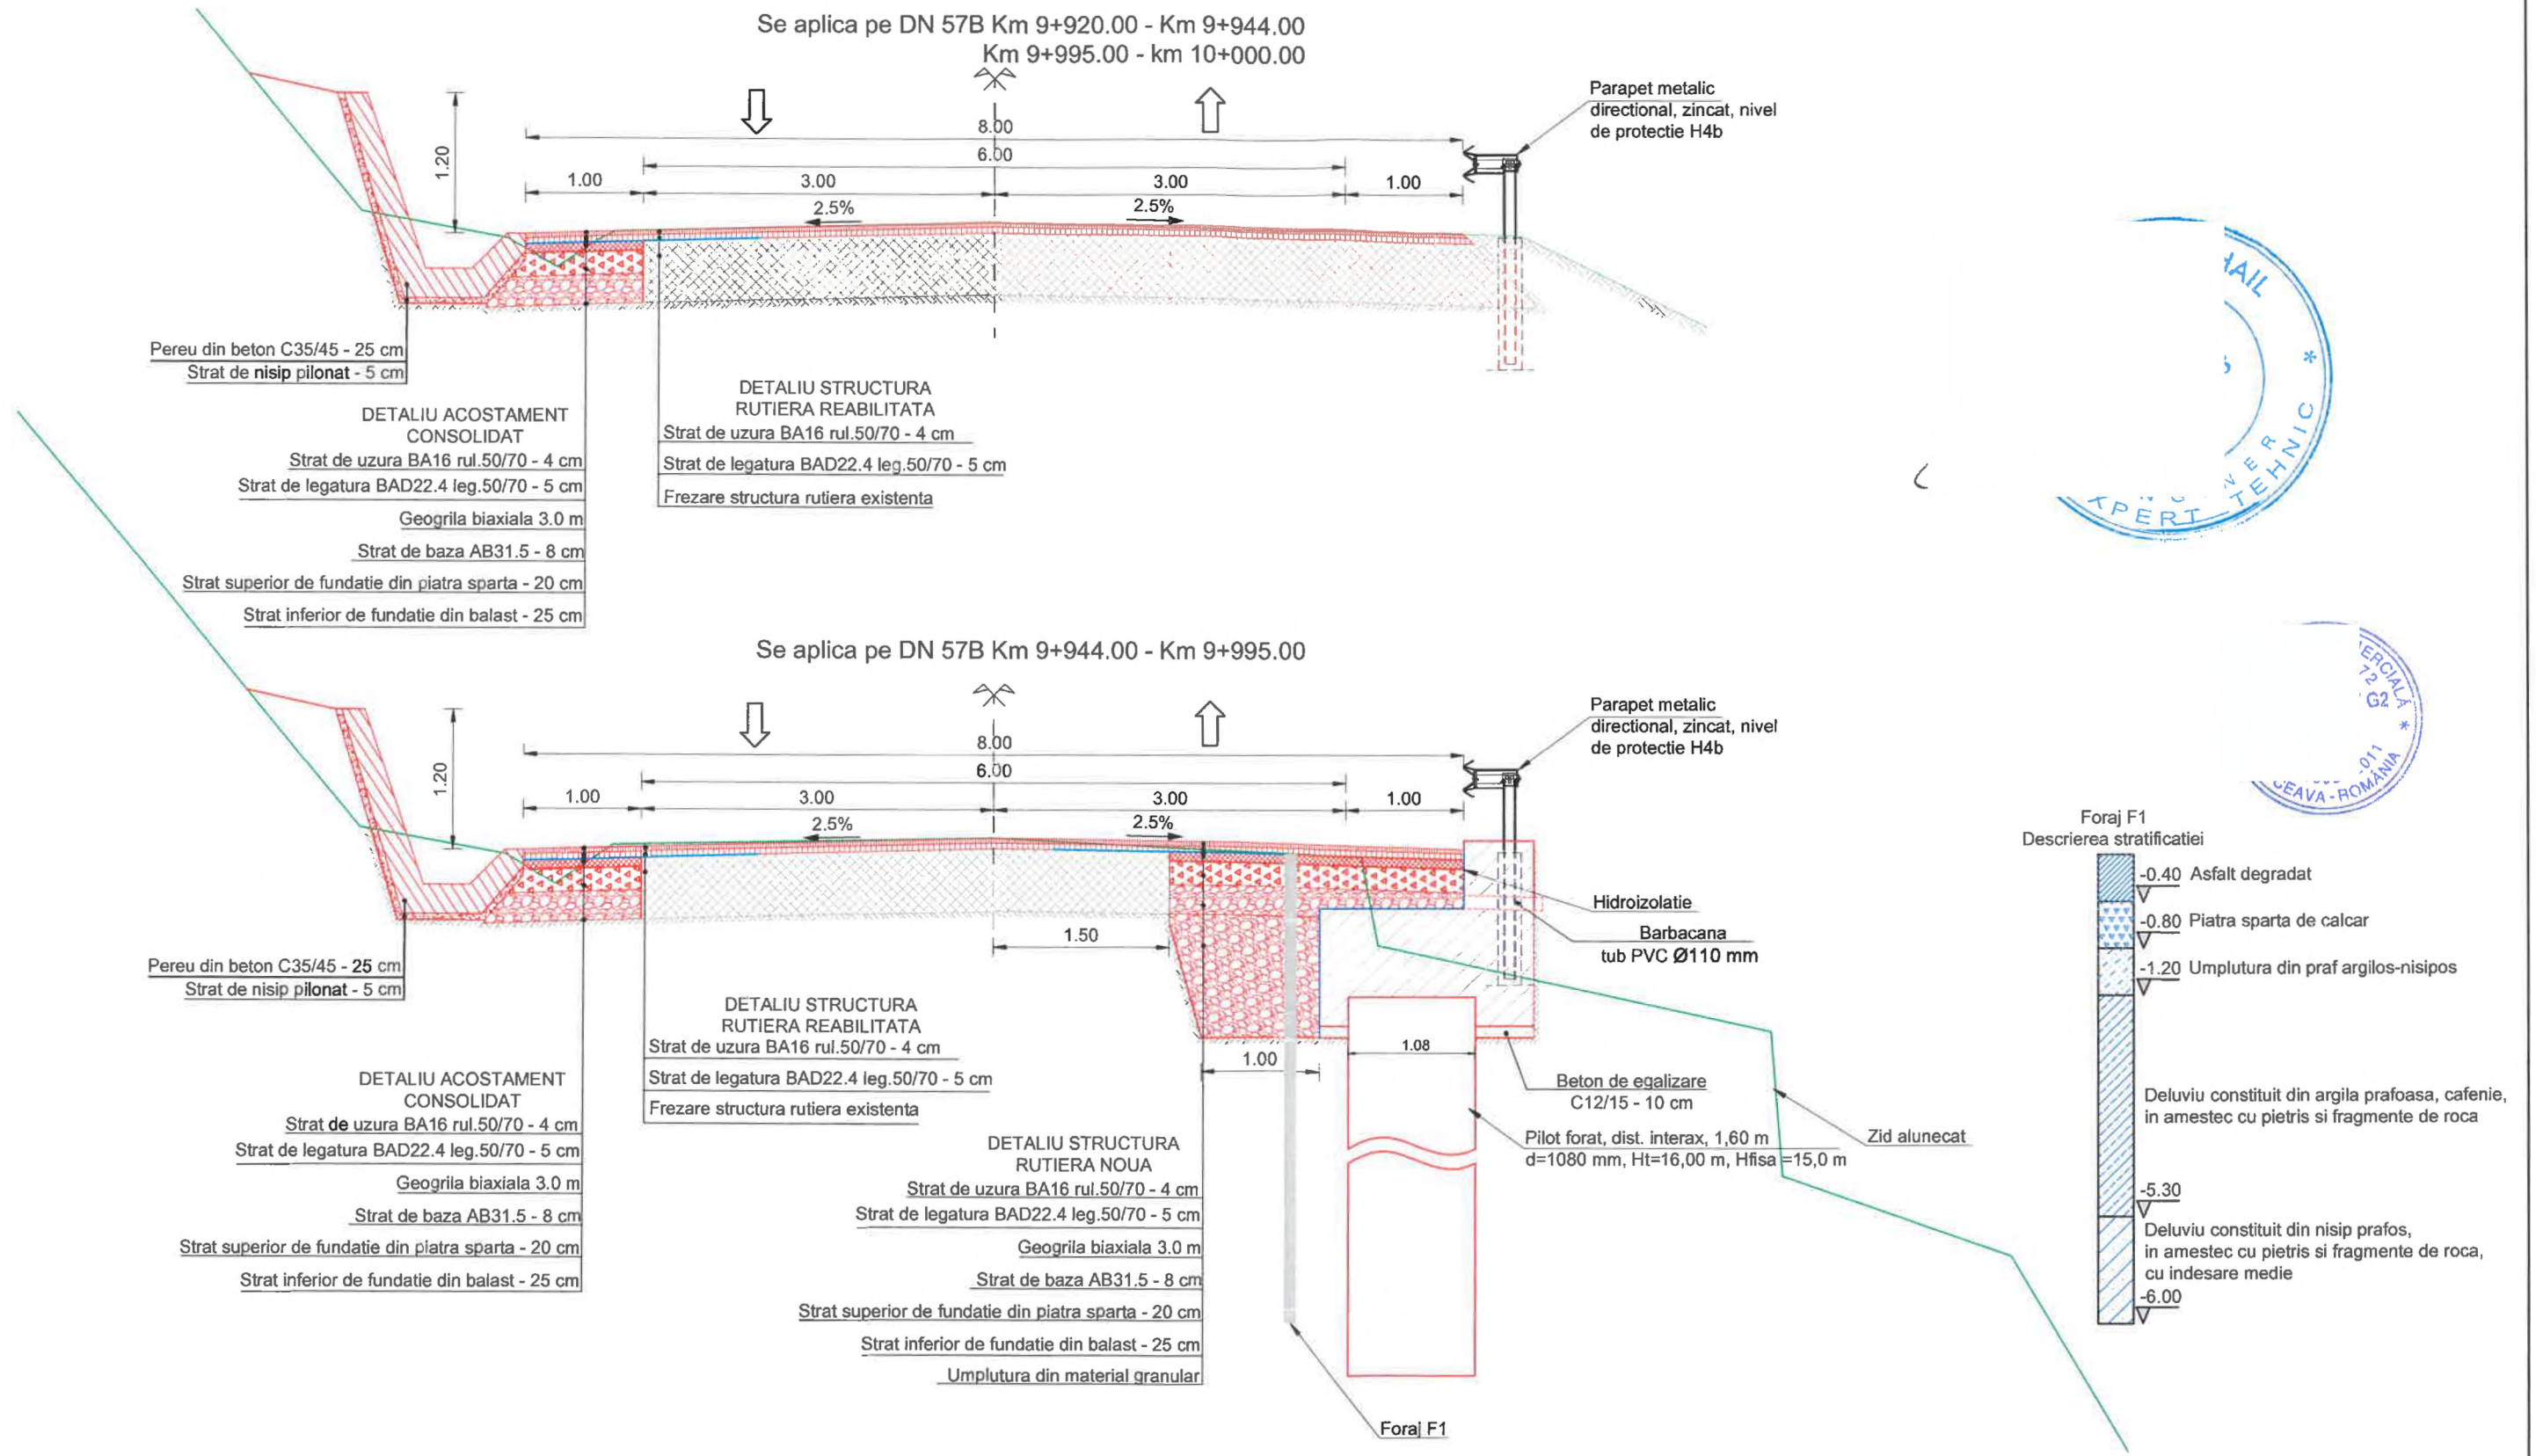 Se aplica pe DN 57B Km 9+920.00 - Km 9+944.00
Km 9+995.00 - km 10+000.00
Parapet metalic
directional, zincat, nivel
de protectie H4b
8.00
6.00
1.20
1.00
3.00
3.00
1.00
2.5%
2.5%
Pereu din beton C35/45 - 25 cm
Strat de nisip pilonat - 5 cm
DETALIU ACOSTAMENT
CONSOLIDAT
Strat de uzura BA16 rul.50/70 - 4 cm
Strat de legatura BAD22.4 leg.50/70 - 5 cm
Geogrila biaxiala 3.0 m
Strat de baza AB31.5 - 8 cm
Strat superior de fundatie din piatra sparta - 20 cm
Strat inferior de fundatie din balast - 25 cm
DETALIU STRUCTURA
RUTIERA REABILITATA
Strat de uzura BA16 rul.50/70 - 4 cm
Strat de legatura BAD22.4 leg.50/70 - 5 cm
Frezare structura rutiera existenta
HAIL
XPERT TEHNIC
Se aplica pe DN 57B Km 9+944.00 - Km 9+995.00
Parapet metalic
directional, zincat, nivel
de protectie H4b
8.00
6.00
1.20
1.00
3.00
3.00
1.00
2.5%
2.5%
1.50
Hidroizolatie
Barbacana
tub PVC Ø110 mm
1.00
1.08
Beton de egalizare
C12/15 - 10 cm
Pilot forat, dist. interax, 1,60 m
d=1080 mm, Ht=16,00 m, Hfisa =15,0 m
Zid alunecat
Pereu din beton C35/45 - 25 cm
Strat de nisip pilonat - 5 cm
DETALIU ACOSTAMENT
CONSOLIDAT
Strat de uzura BA16 rul.50/70 - 4 cm
Strat de legatura BAD22.4 leg.50/70 - 5 cm
Geogrila biaxiala 3.0 m
Strat de baza AB31.5 - 8 cm
Strat superior de fundatie din piatra sparta - 20 cm
Strat inferior de fundatie din balast - 25 cm
DETALIU STRUCTURA
RUTIERA REABILITATA
Strat de uzura BA16 rul.50/70 - 4 cm
Strat de legatura BAD22.4 leg.50/70 - 5 cm
Frezare structura rutiera existenta
DETALIU STRUCTURA
RUTIERA NOUA
Strat de uzura BA16 rul.50/70 - 4 cm
Strat de legatura BAD22.4 leg.50/70 - 5 cm
Geogrila biaxiala 3.0 m
Strat de baza AB31.5 - 8 cm
Strat superior de fundatie din piatra sparta - 20 cm
Strat inferior de fundatie din balast - 25 cm
Umplutura din material granular
Foraj F1
ERCIALĂ
72
G2
011
CEAVA - ROMÂNIA
Foraj F1
Descrierea stratificatiei
-0.40 Asfalt degradat
-0.80 Piatra sparta de calcar
-1.20 Umplutura din praf argilos-nisipos
Deluviu constituit din argila prafoasa, cafenie,
in amestec cu pietris si fragmente de roca
-5.30
Deluviu constituit din nisip prafos,
in amestec cu pietris si fragmente de roca,
cu indesare medie
-6.00